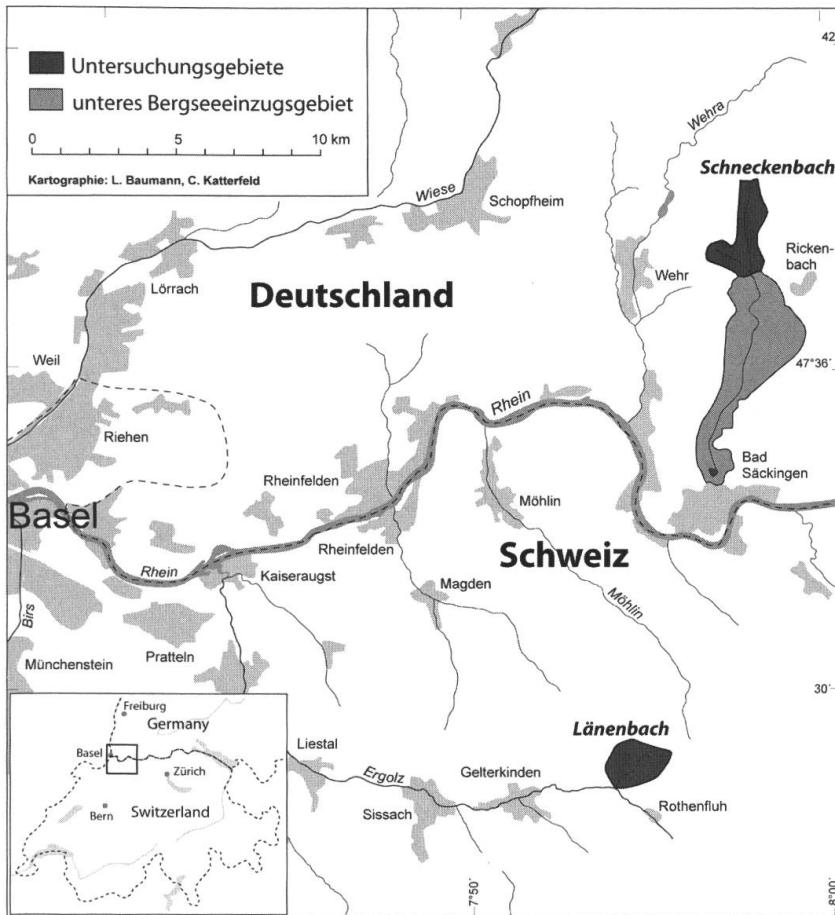 Untersuchungsgebiete
unteres Bergseeeinzugsgebiet
0 5 10 km
Kartographie: L. Baumann, C. Katterfeld
42
Wehra
Schneckenbach
Wiese
Schopfheim
Ricken-
bach
Wehr
Lörrach
Deutschland
Weil
47°36´
Rhein
Riehen
Bad
Säckingen
Rheinfelden
Basel
Möhlin
Rheinfelden
Schweiz
Rhein
Kaiseraugst
Magden
Möhlin
Birs
Pratteln
Münchenstein
30´
Freiburg
Germany
Basel
Zürich
Bern
Switzerland
Länenbach
Liestal
Ergolz
Gelterkinden
Sissach
Rothenfluh
7°50´
8°00´